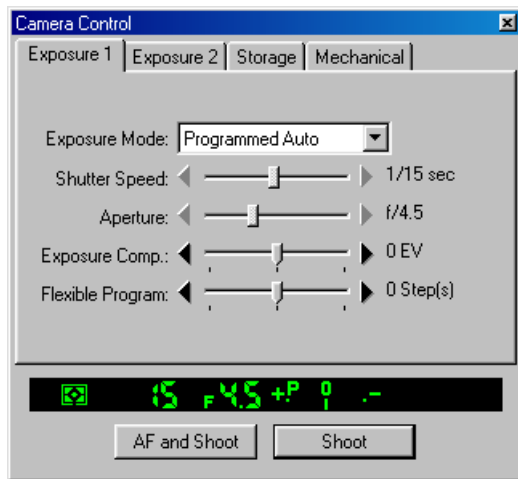 Camera Control
Exposure 1 Exposure 2 Storage Mechanical
Exposure Mode: Programmed Auto
Shutter Speed: 1/15 sec
Aperture: f/4.5
Exposure Comp.: 0 EV
Flexible Program: 0 Step(s)
15 F4.5 +.P 0 .-
AF and Shoot Shoot